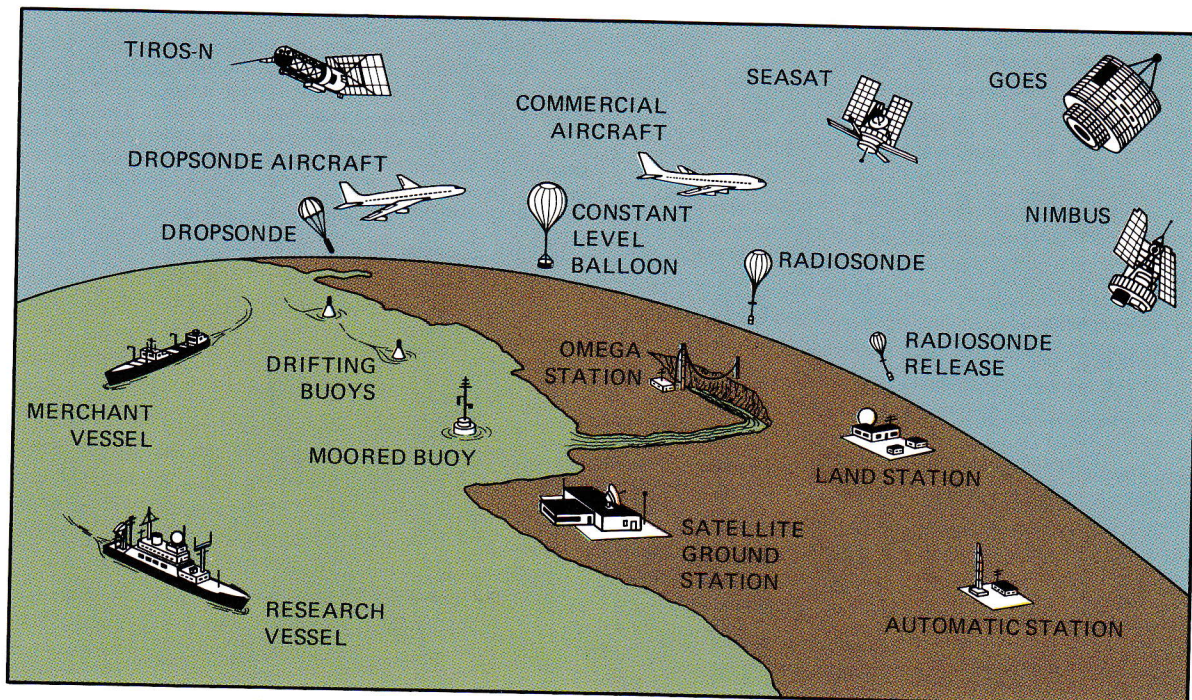 TIROS-N
SEASAT
GOES
COMMERCIAL
AIRCRAFT
DROPSONDE AIRCRAFT
DROPSONDE
CONSTANT
LEVEL
BALLOON
RADIOSONDE
NIMBUS
RADIOSONDE
RELEASE
OMEGA
STATION
DRIFTING
BUOYS
MERCHANT
VESSEL
MOORED BUOY
LAND STATION
SATELLITE
GROUND
STATION
RESEARCH
VESSEL
AUTOMATIC STATION